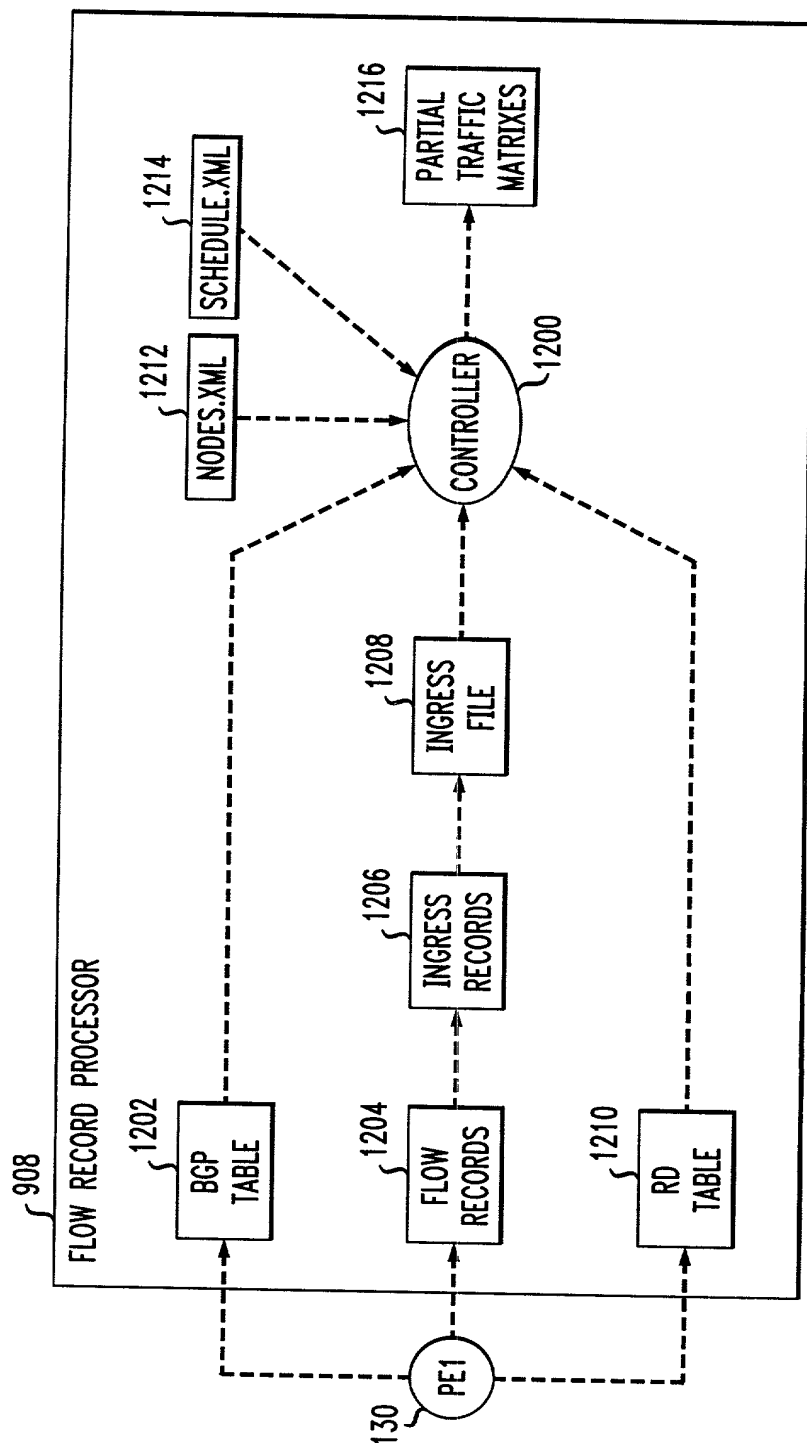 908
FLOW RECORD PROCESSOR
1202
BGP
TABLE
1212
NODES.XML
1214
SCHEDULE.XML
130
PE1
1204
FLOW
RECORDS
1206
INGRESS
RECORDS
1208
INGRESS
FILE
CONTROLLER
1200
1216
PARTIAL
TRAFFIC
MATRIXES
1210
RD
TABLE